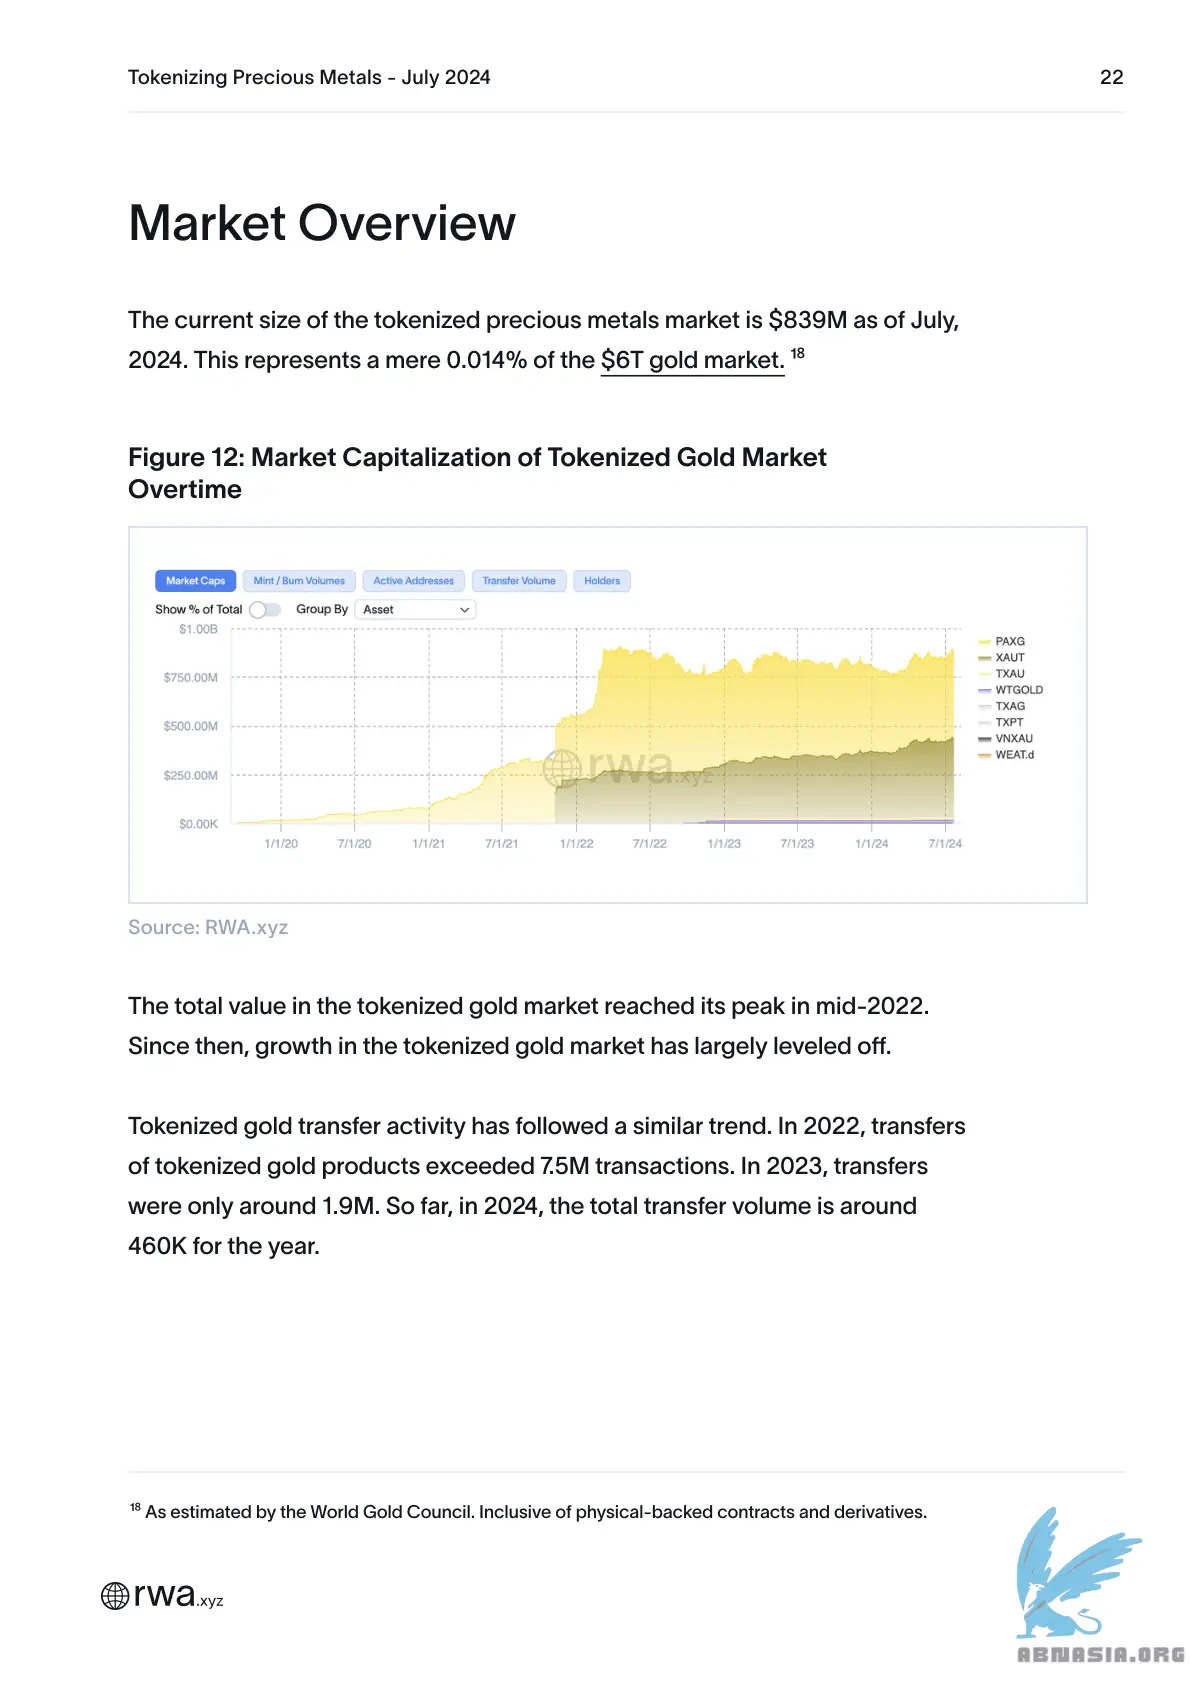 Tokenizing Precious Metals - July 2024
22
Market Overview
The current size of the tokenized precious metals market is $839M as of July,
2024. This represents a mere 0.014% of the $6T gold market. 18
Figure 12: Market Capitalization of Tokenized Gold Market
Overtime
Market Caps
Mint / Burn Volumes
Active Addresses
Transfer Volume
Holders
Show % of Total
Group By
Asset
$1.00B
$750.00M
$500.00M
$250.00M
$0.00K
rwa.xyz
1/1/20
7/1/20
1/1/21
7/1/21
1/1/22
7/1/22
1/1/23
7/1/23
1/1/24
7/1/24
PAXG
XAUT
TXAU
WTGOLD
TXAG
TXPT
VNXAU
WEAT.d
Source: RWA.xyz
The total value in the tokenized gold market reached its peak in mid-2022.
Since then, growth in the tokenized gold market has largely leveled off.
Tokenized gold transfer activity has followed a similar trend. In 2022, transfers
of tokenized gold products exceeded 7.5M transactions. In 2023, transfers
were only around 1.9M. So far, in 2024, the total transfer volume is around
460K for the year.
18 As estimated by the World Gold Council. Inclusive of physical-backed contracts and derivatives.
rwa.xyz
ABNASIA.ORG